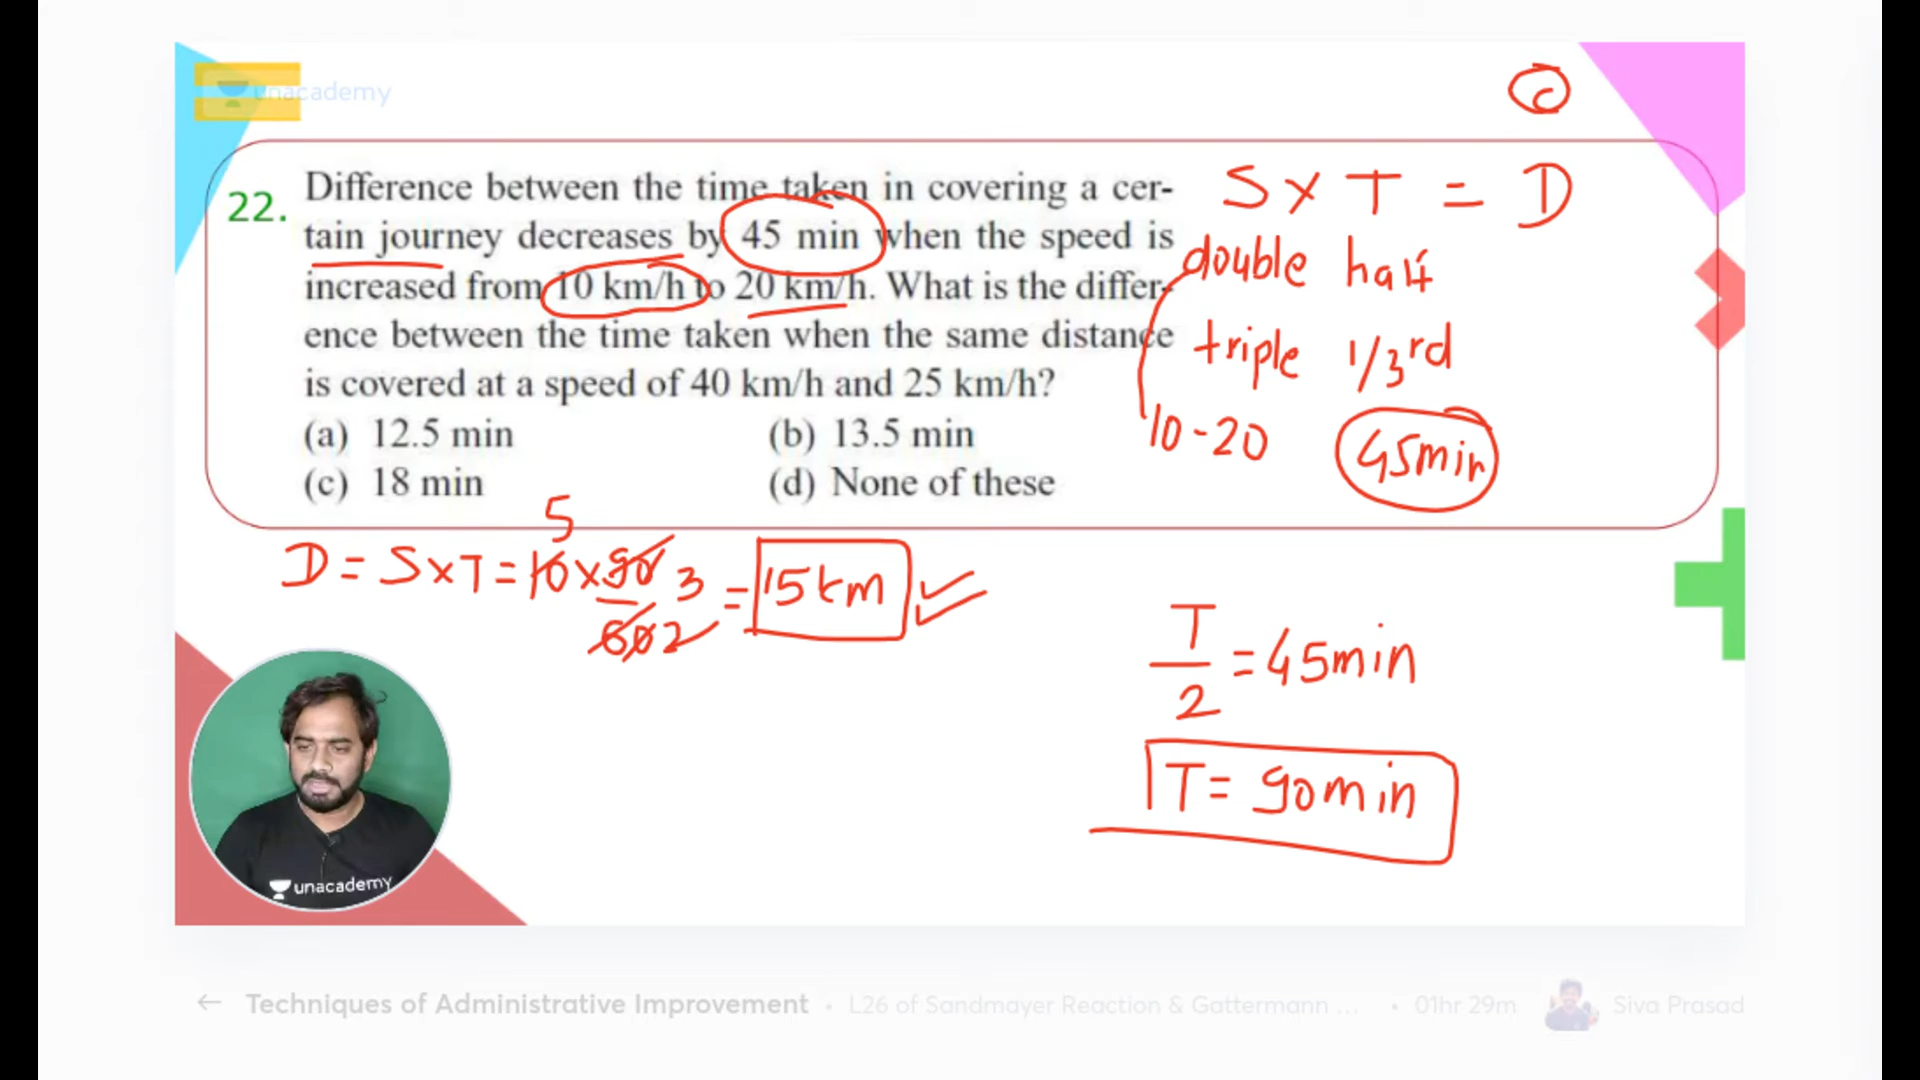 unacademy
c
22. Difference between the time taken in covering a cer-
tain journey decreases by 45 min when the speed is
increased from 10 km/h to 20 km/h. What is the differ-
ence between the time taken when the same distance
is covered at a speed of 40 km/h and 25 km/h?
(a) 12.5 min (b) 13.5 min
(c) 18 min (d) None of these
S x T = D
double half
triple 1/3rd
10-20 45min
5
D = S x T = 10 x 90 3 = 15 km
60 2
T
2 = 45min
T = 90min
unacademy
← Techniques of Administrative Improvement • L26 of Sandmayer Reaction & Gattermann ... • 01hr 29m Siva Prasad